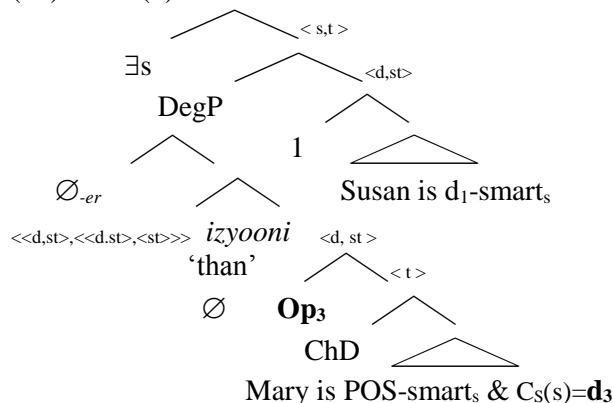 < s,t >
∃s <d,st>
DegP
1
∅-er Susan is d1-smarts
<<d,st>,<<d.st>,<st>>> izyooni <d, st >
‘than’ < t >
∅ Op3
ChD
Mary is POS-smarts & CS(s)=d3